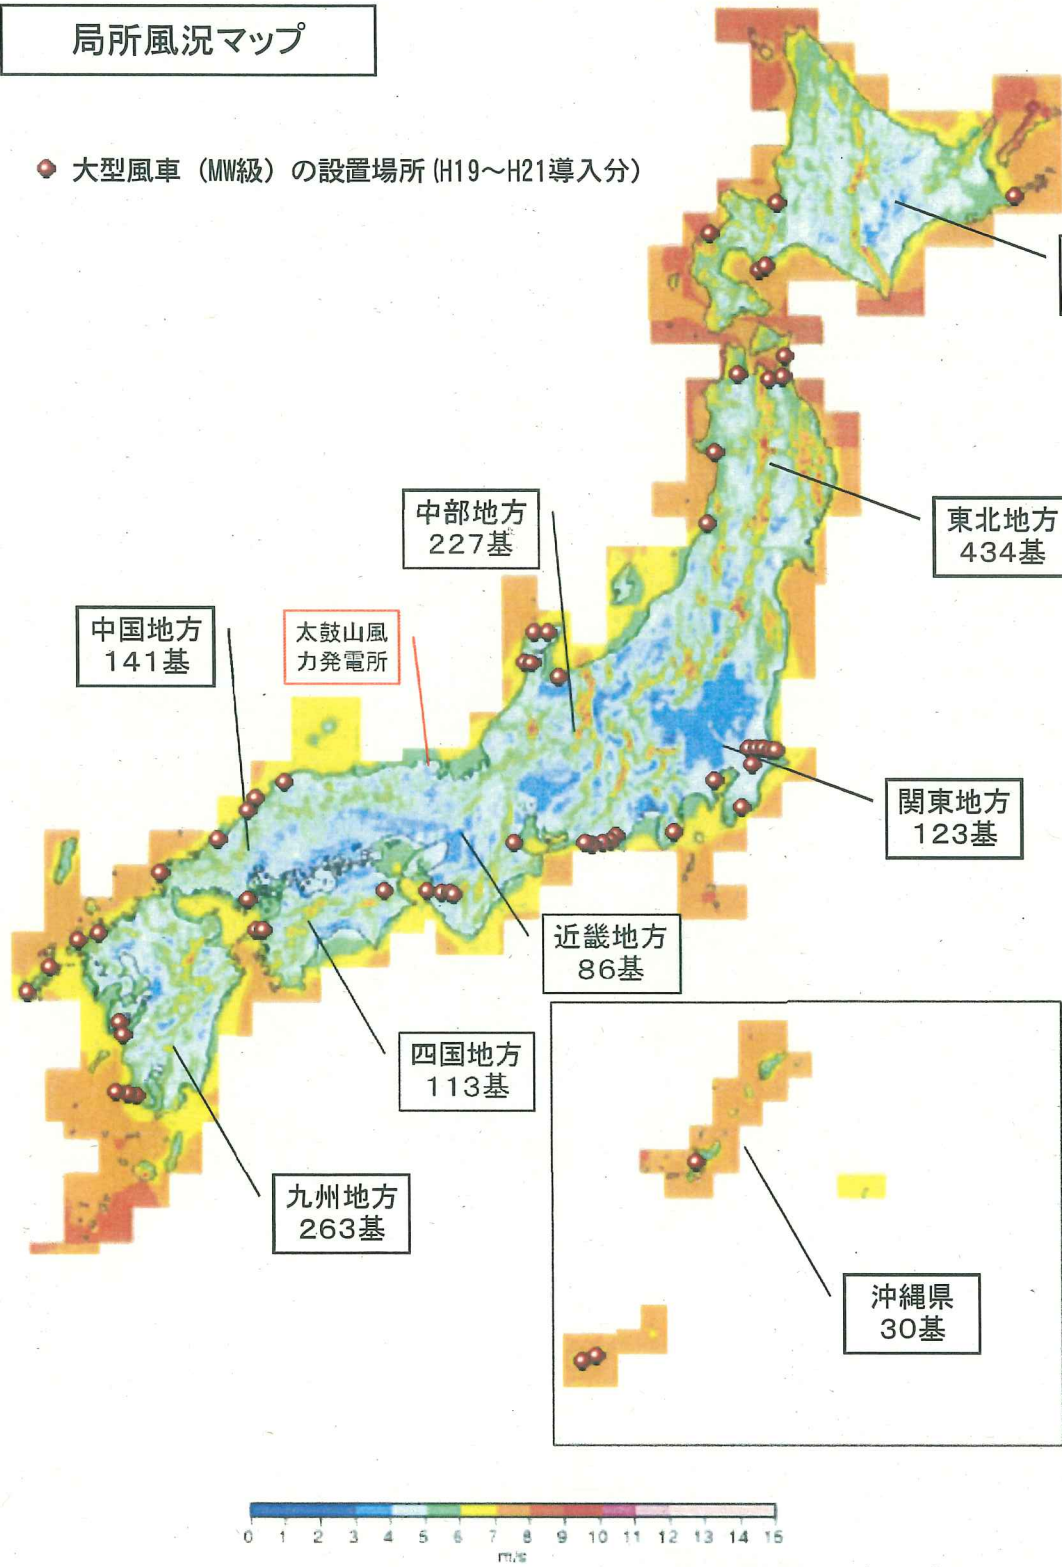 局所風況マップ
大型風車（MW級）の設置場所(H19～H21導入分)
中部地方
227基
東北地方
434基
中国地方
141基
太鼓山風
力発電所
関東地方
123基
近畿地方
86基
四国地方
113基
九州地方
263基
沖縄県
30基
0 1 2 3 4 5 6 7 8 9 10 11 12 13 14 15
m/s